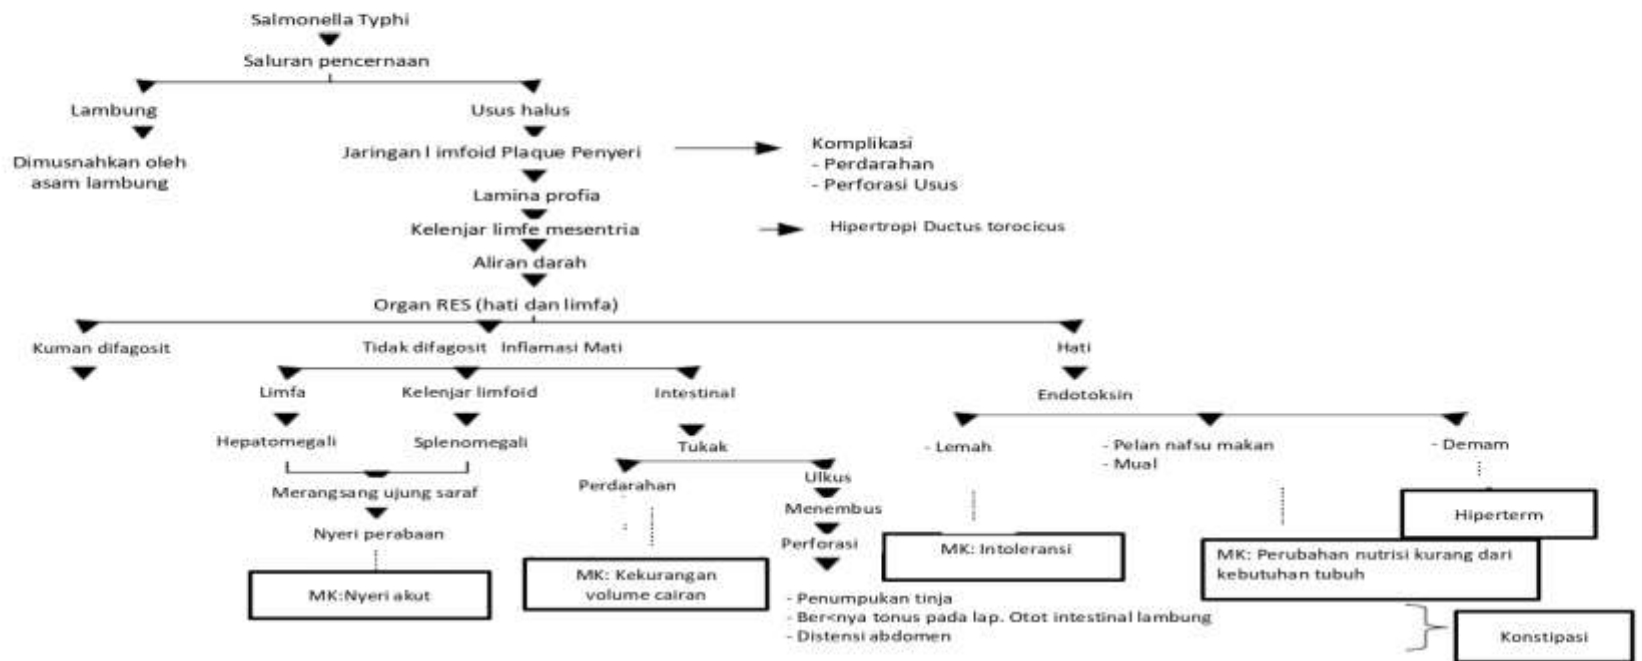 Salmonella Typhi
Saluran pencernaan
Lambung
Usus halus
Dimusnahkan oleh
asam lambung
Jaringan l imfoid Plaque Penyeri
Komplikasi
- Perdarahan
- Perforasi Usus
Lamina profia
Kelenjar limfe mesentria
Hipertropi Ductus torocicus
Aliran darah
Organ RES (hati dan limfa)
Kuman difagosit
Tidak difagosit Inflamasi Mati
Hati
Limfa
Kelenjar limfoid
Intestinal
Endotoksin
Hepatomegali
Splenomegali
Tukak
- Lemah
- Pelan nafsu makan
- Mual
- Demam
Merangsang ujung saraf
Perdarahan
Ulkus
Menembus
Nyeri perabaan
Perforasi
Hiperterm
MK:Nyeri akut
MK: Kekurangan
volume cairan
MK: Intoleransi
MK: Perubahan nutrisi kurang dari
kebutuhan tubuh
- Penumpukan tinja
- Ber<nya tonus pada lap. Otot intestinal lambung
- Distensi abdomen
Konstipasi